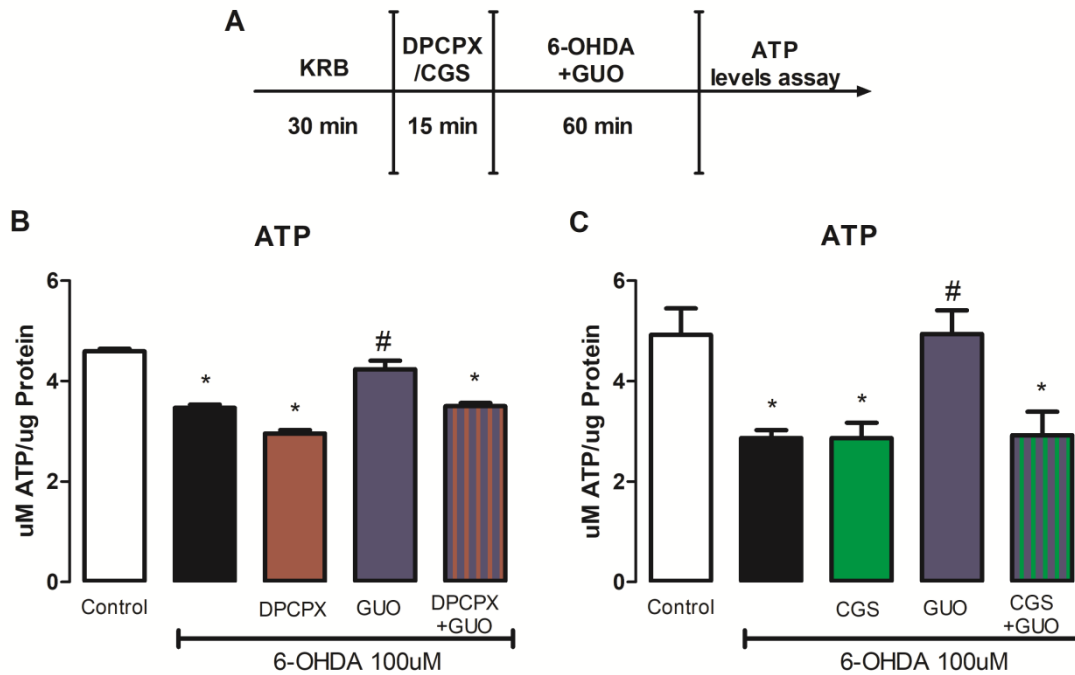 A
KRB
DPCPX
/CGS
6-OHDA
+GUO
ATP
levels assay
30 min
15 min
60 min
B
ATP
uM ATP/ug Protein
6
4
2
0
*
*
#
*
Control
DPCPX
GUO
DPCPX
+GUO
6-OHDA 100uM
C
ATP
uM ATP/ug Protein
6
4
2
0
*
*
#
*
Control
CGS
GUO
CGS
+GUO
6-OHDA 100uM